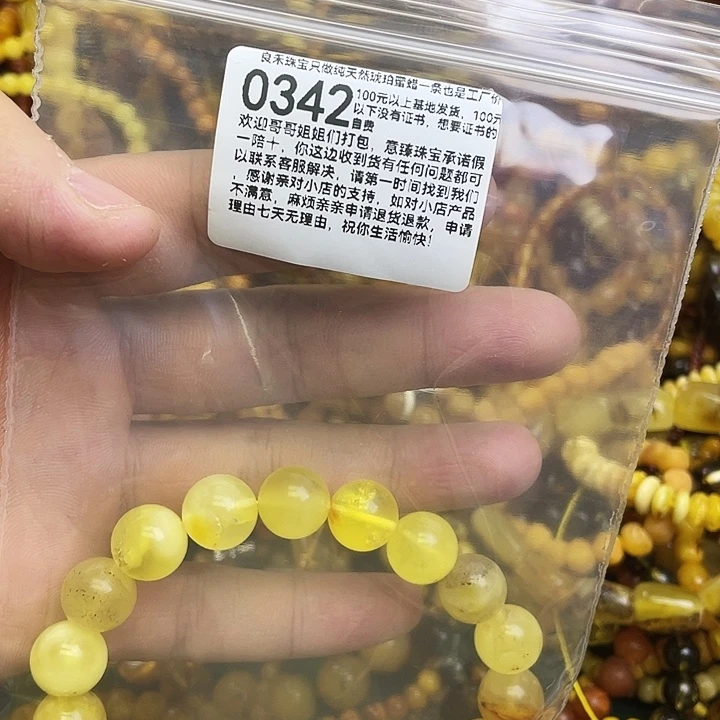 良禾珠宝只做纯天然琥珀蜜蜡一条也是工厂价
0342
100元以上基地发货,100元
以下没有证书,想要证书的
自费
欢迎哥哥姐姐们打包,意臻珠宝承诺假
一陪十,你这边收到货有任何问题都可
以联系客服解决,请第一时间找到我们
,感谢亲对小店的支持,如对小店产品
不满意,麻烦亲亲申请退货退款,申请
理由七天无理由,祝你生活愉快!